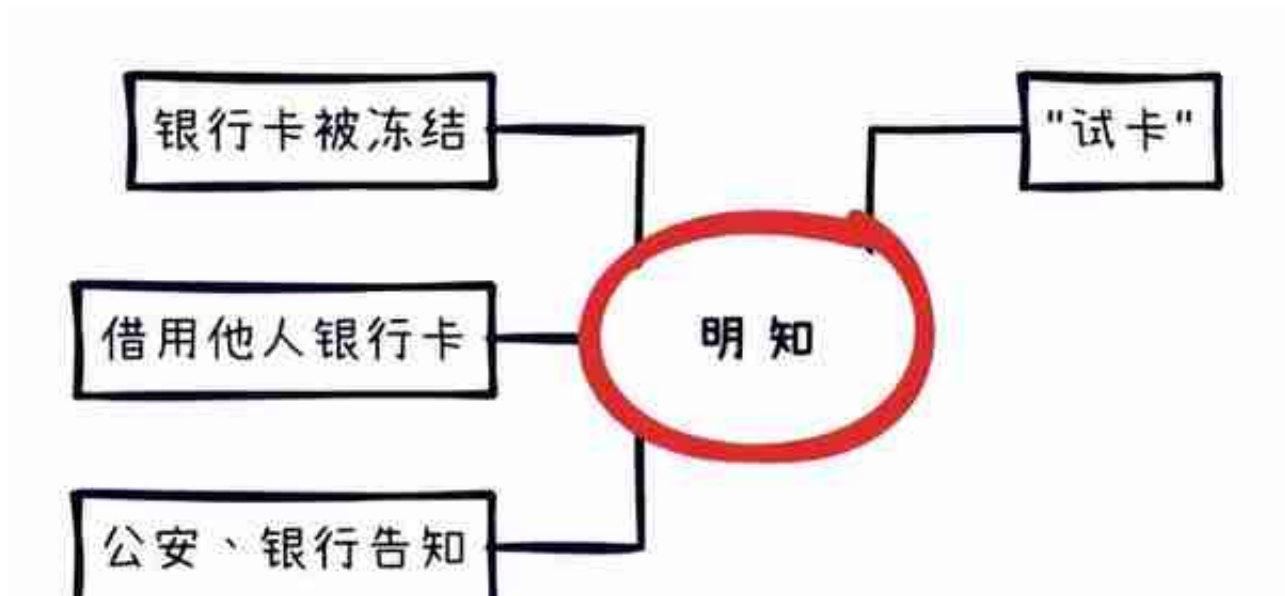 银行卡被冻结
"试卡"
借用他人银行卡
明知
公安、银行告知